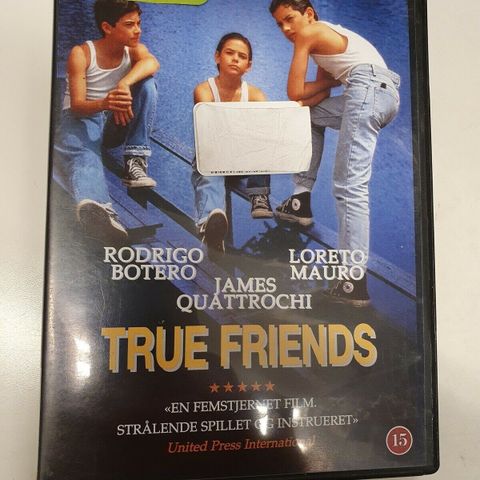 RODRIGO
BOTERO
LORETO
MAURO
JAMES
QUATTROCHI
TRUE FRIENDS
«EN FEMSTJERNET FILM.
STRÅLENDE SPILLET OG INSTRUERET»
United Press International
15